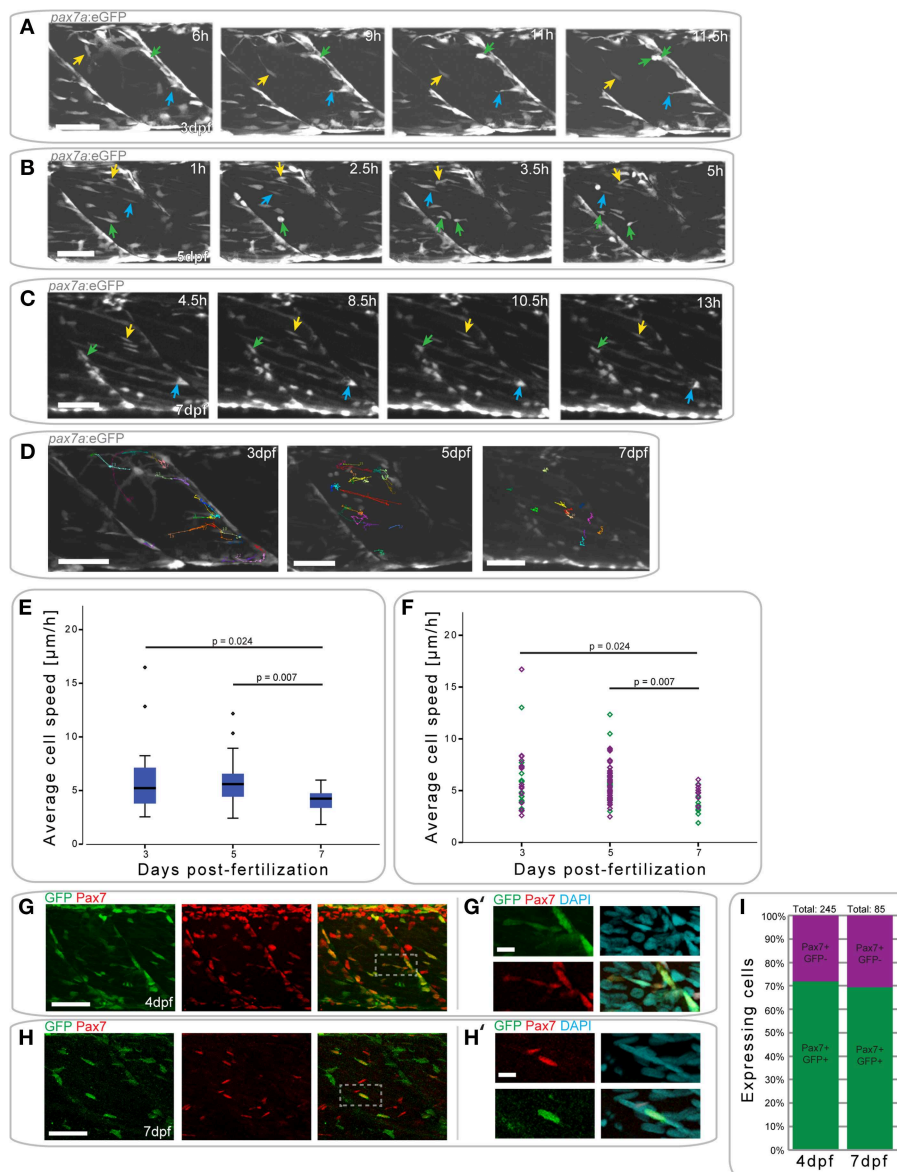 pax7a:eGFP
A
6h
9h
11h
11.5h
3dpf
pax7a:eGFP
B
1h
2.5h
3.5h
5h
5dpf
pax7a:eGFP
C
4.5h
8.5h
10.5h
13h
7dpf
pax7a:eGFP
D
3dpf
5dpf
7dpf
E
Average cell speed [µm/h]
20
15
10
5
0
p = 0.024
p = 0.007
3
5
7
Days post-fertilization
F
Average cell speed [µm/h]
20
15
10
5
0
p = 0.024
p = 0.007
3
5
7
Days post-fertilization
G
GFP Pax7
4dpf
G'
GFP Pax7 DAPI
H
GFP Pax7
7dpf
H'
GFP Pax7 DAPI
I
Total: 245
Total: 85
Expressing cells
100%
90%
80%
70%
60%
50%
40%
30%
20%
10%
0%
Pax7+
GFP-
Pax7+
GFP-
Pax7+
GFP+
Pax7+
GFP+
4dpf
7dpf